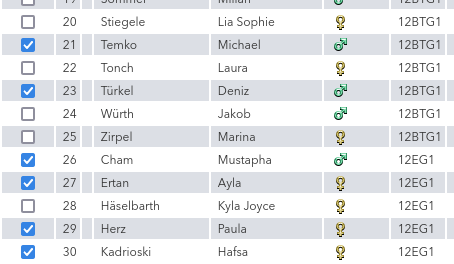 19 Sommer Milian 12BTG1
20 Stiegele Lia Sophie 12BTG1
21 Temko Michael 12BTG1
22 Tonch Laura 12BTG1
23 Türkel Deniz 12BTG1
24 Würth Jakob 12BTG1
25 Zirpel Marina 12BTG1
26 Cham Mustapha 12EG1
27 Ertan Ayla 12EG1
28 Häselbarth Kyla Joyce 12EG1
29 Herz Paula 12EG1
30 Kadrioski Hafsa 12EG1